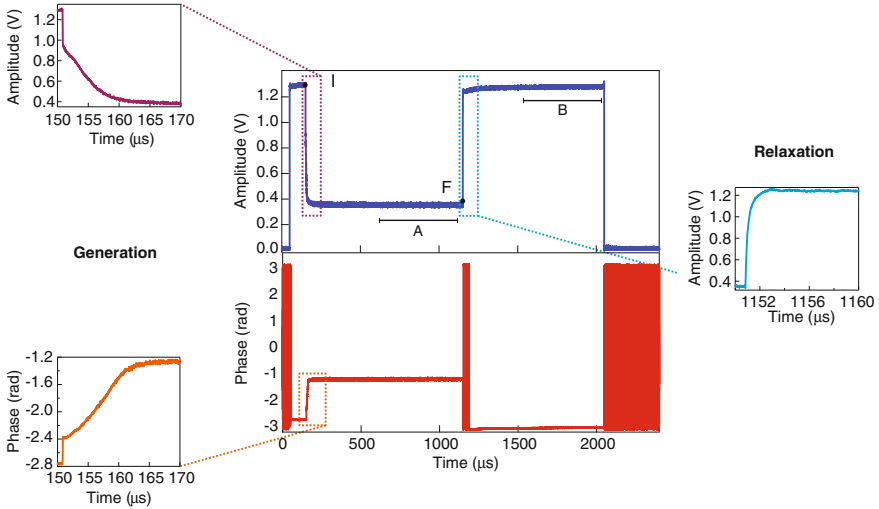 Amplitude (V)
1.2
1.0
0.8
0.6
0.4
150 155 160 165 170
Time (µs)
Generation
Phase (rad)
-1.2
-1.6
-2.0
-2.4
-2.8
150 155 160 165 170
Time (µs)
Amplitude (V)
1.2
0.8
0.6
0.4
0.2
0.0
I
F
A
B
Phase (rad)
3
2
1
0
-1
-2
-3
0 500 1000 1500 2000
Time (µs)
Relaxation
Amplitude (V)
1.2
1.0
0.8
0.6
0.4
1152 1156 1160
Time (µs)